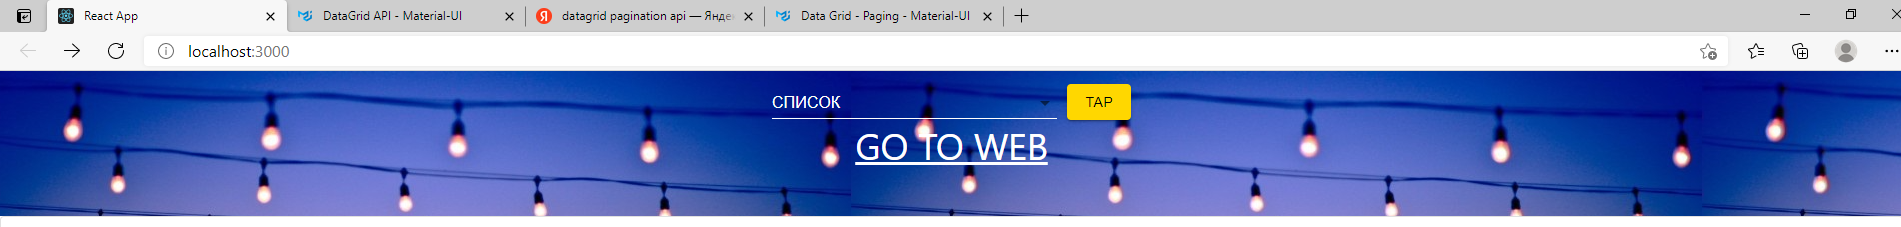 React App
DataGrid API - Material-UI
datagrid pagination api — Яндек
Data Grid - Paging - Material-UI
localhost:3000
СПИСОК
TAP
GO TO WEB